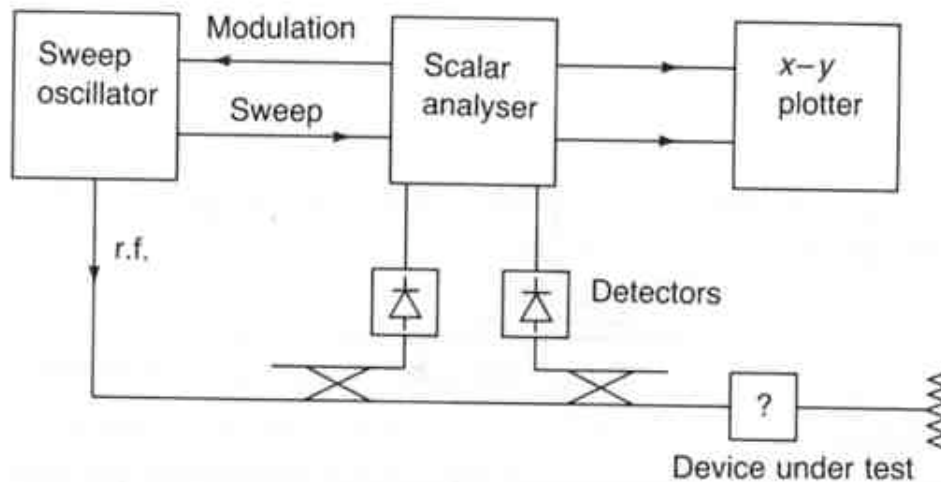 Modulation
Sweep
oscillator
Sweep
Scalar
analyser
x–y
plotter
r.f.
Detectors
?
Device under test